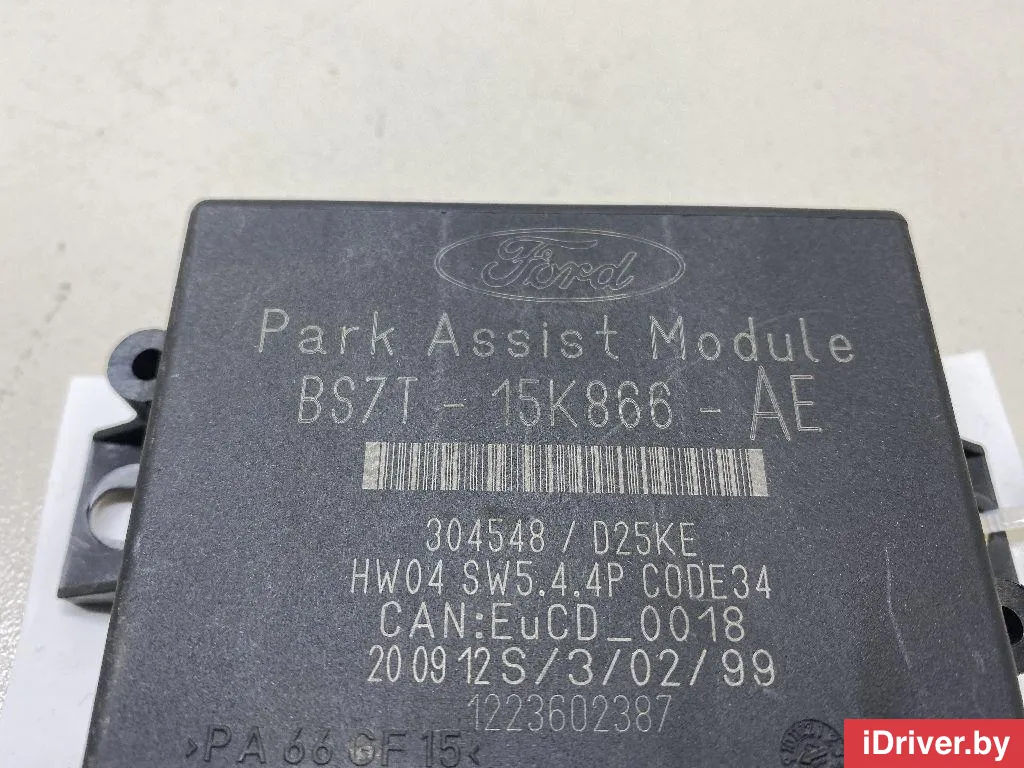 Ford
Park Assist Module
BS7T - 15K866 - AE
304548 / D25KE
HW04 SW5.4.4P CODE34
CAN:EuCD_0018
20 09 12S/3/02/99
1223602387
>PA 66 GF 15<
iDriver.by